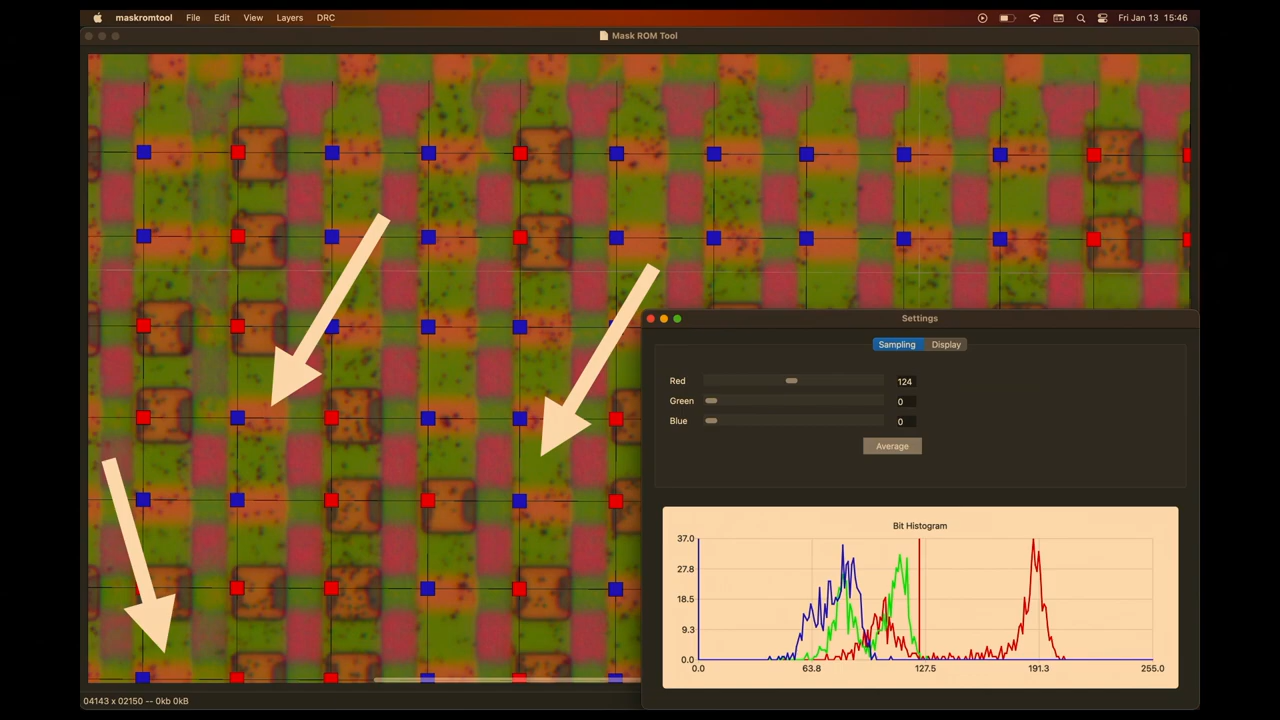 maskromtool File Edit View Layers DRC Fri Jan 13 15:46
Mask ROM Tool
Settings
Sampling Display
Red 124
Green 0
Blue 0
Average
Bit Histogram
37.0
27.8
18.5
9.3
0.0
0.0 63.8 127.5 191.3 255.0
04143 x 02150 -- 0kb 0kB